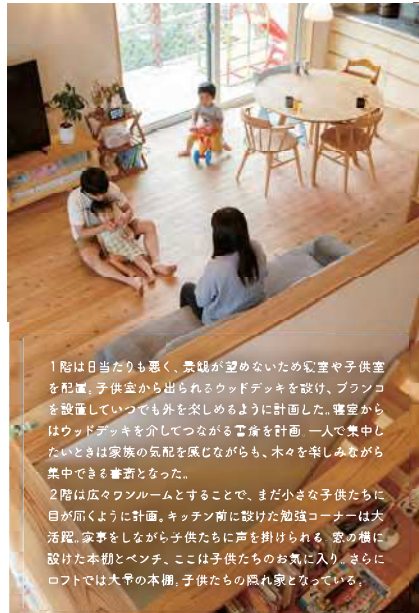 1階は日当たりも悪く、景観が望めないため寝室や子供室
を配置。子供室から出られるウッドデッキを設け、ブランコ
を設置していつでも外を楽しめるように計画した。寝室から
はウッドデッキを介してつながる書斎を計画。一人で集中し
たいときは家族の気配を感じながらも、木々を楽しみながら
集中できる書斎となった。
2階は広々ワンルームとすることで、まだ小さな子供たちに
目が届くように計画。キッチン前に設けた勉強コーナーは大
活躍。家事をしながら子供たちに声を掛けられる。窓の横に
設けた本棚とベンチ、ここは子供たちのお気に入り。さらに
ロフトでは大量の本棚。子供たちの隠れ家となっている。